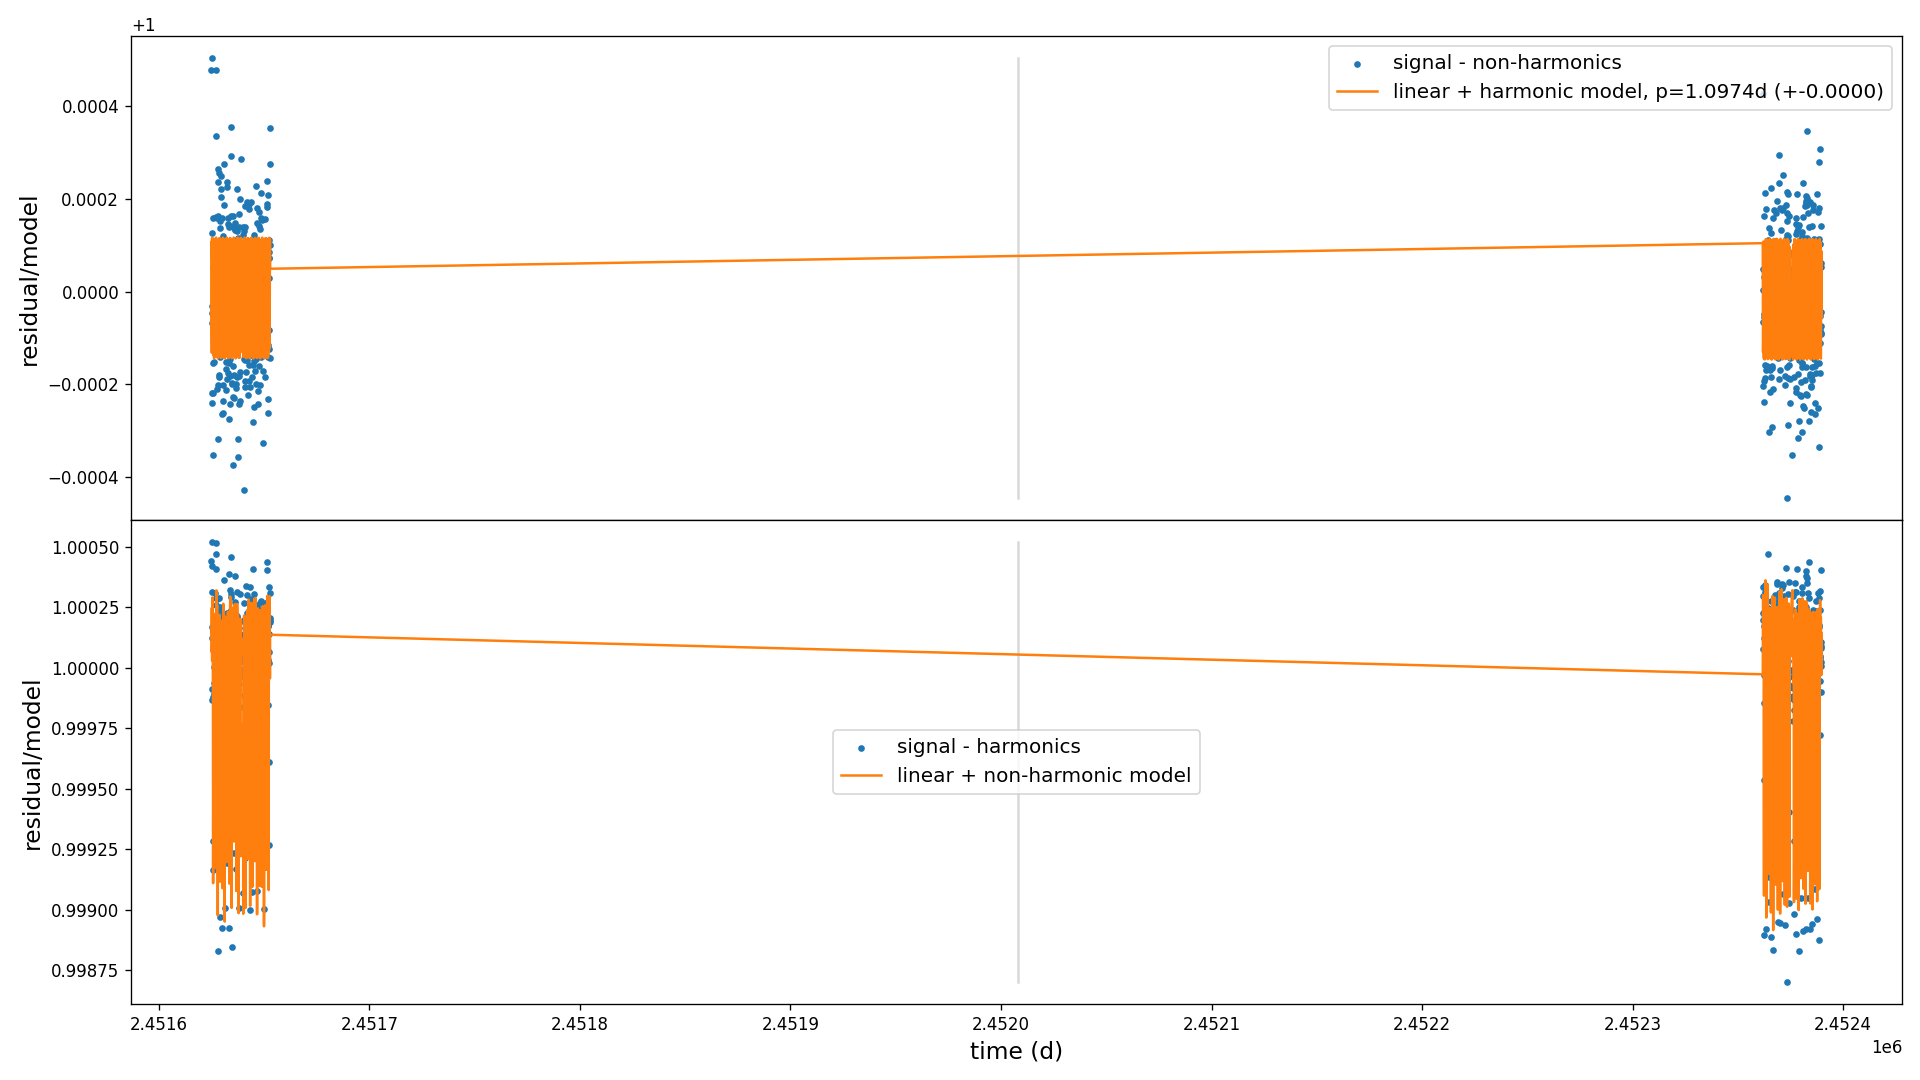 +1
signal - non-harmonics
linear + harmonic model, p=1.0974d (+-0.0000)
0.0004
0.0002
0.0000
−0.0002
−0.0004
residual/model
1.00050
1.00025
1.00000
0.99975
0.99950
0.99925
0.99900
0.99875
residual/model
signal - harmonics
linear + non-harmonic model
2.4516
2.4517
2.4518
2.4519
2.4520
2.4521
2.4522
2.4523
2.4524
time (d)
1e6